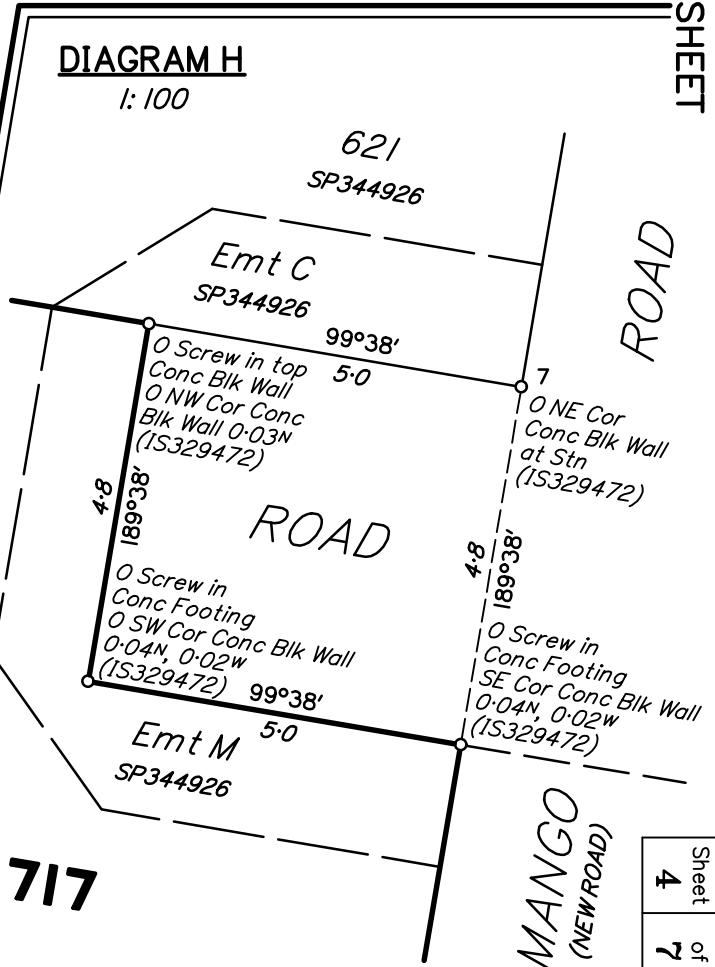 SHEET
DIAGRAM H
1:100
621
SP344926
ROAD
Emt C
SP344926
99°38'
5·0
7
O Screw in top
Conc Blk Wall
O NW Cor Conc
Blk Wall 0·03N
(IS329472)
O NE Cor
Conc Blk Wall
at Stn
(IS329472)
4·8
189°38'
ROAD
4·8
189°38'
O Screw in
Conc Footing
O SW Cor Conc Blk Wall
0·04N, 0·02W
(IS329472)
O Screw in
Conc Footing
SE Cor Conc Blk Wall
0·04N, 0·02W
(IS329472)
99°38'
5·0
Emt M
SP344926
717
MANGO
(NEW ROAD)
Sheet
4
of
7